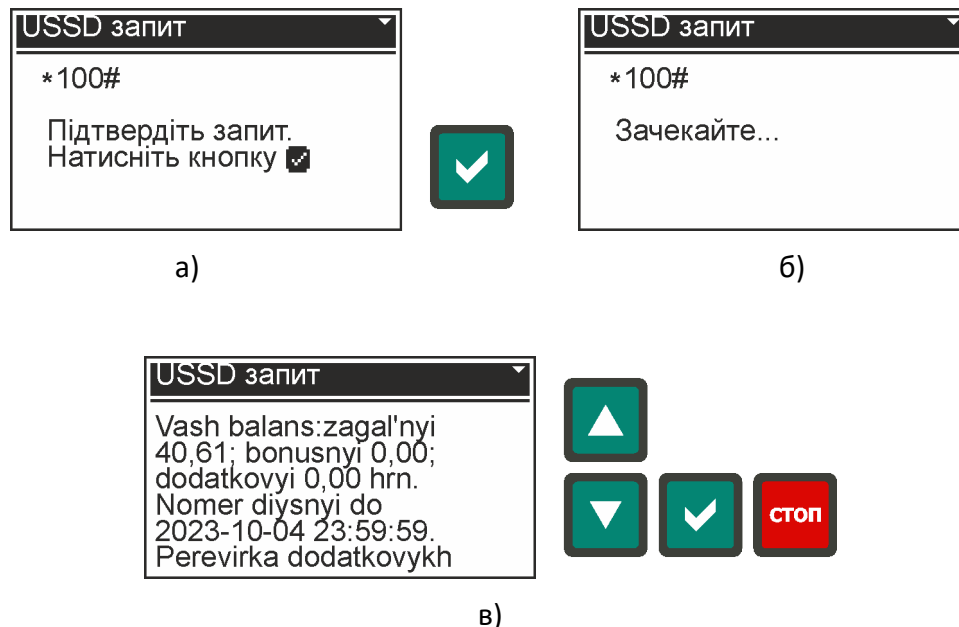 USSD запит
*100#
Підтвердіть запит.
Натисніть кнопку
а)
USSD запит
*100#
Зачекайте...
б)
USSD запит
Vash balans:zagal'nyi
40,61; bonusnyi 0,00;
dodatkovyi 0,00 hrn.
Nomer diysnyi do
2023-10-04 23:59:59.
Perevirka dodatkovykh
стоп
в)